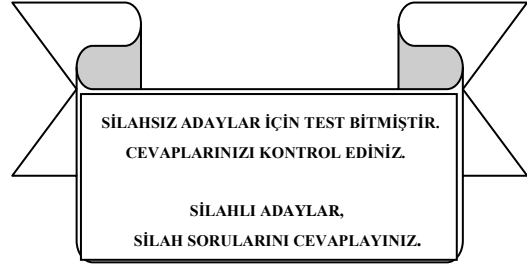 SİLAHSIZ ADAYLAR İÇİN TEST BİTMİŞTİR.
CEVAPLARINIZI KONTROL EDİNİZ.
SİLAHLI ADAYLAR,
SİLAH SORULARINI CEVAPLAYINIZ.